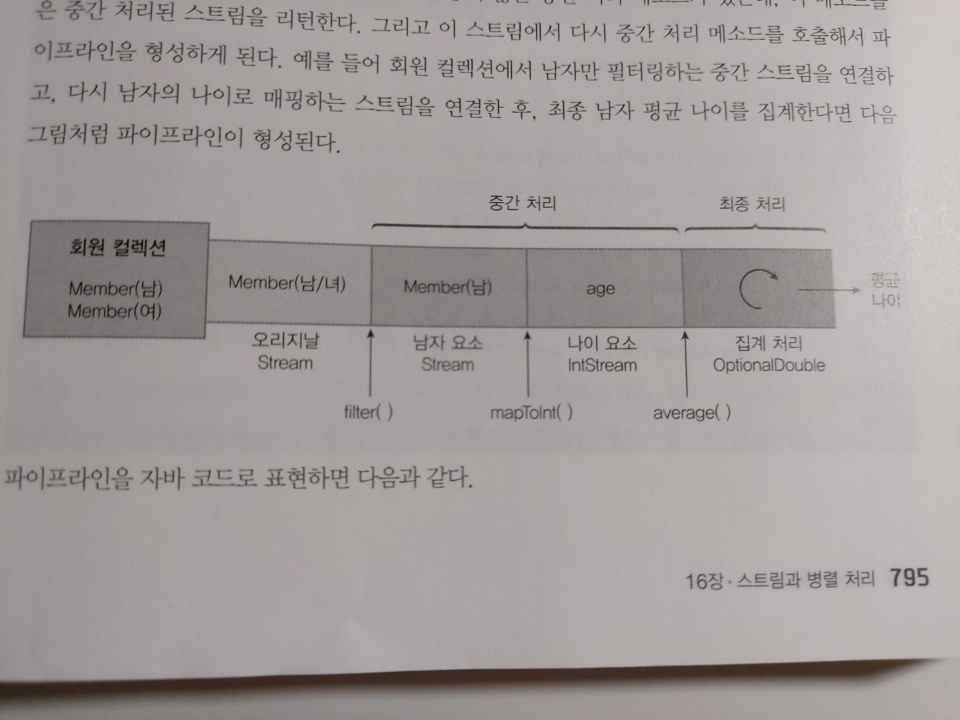 은 중간 처리된 스트림을 리턴한다. 그리고 이 스트림에서 다시 중간 처리 메소드를 호출해서 파
이프라인을 형성하게 된다. 예를 들어 회원 컬렉션에서 남자만 필터링하는 중간 스트림을 연결하
고, 다시 남자의 나이로 매핑하는 스트림을 연결한 후, 최종 남자 평균 나이를 집계한다면 다음
그림처럼 파이프라인이 형성된다.
중간 처리 최종 처리
회원 컬렉션
Member(남)
Member(여)
Member(남/녀)
Member(남)
age
평균
나이
오리지날
Stream
남자 요소
Stream
나이 요소
IntStream
집계 처리
OptionalDouble
filter( ) mapToInt( ) average( )
파이프라인을 자바 코드로 표현하면 다음과 같다.
16장·스트림과 병렬 처리 795